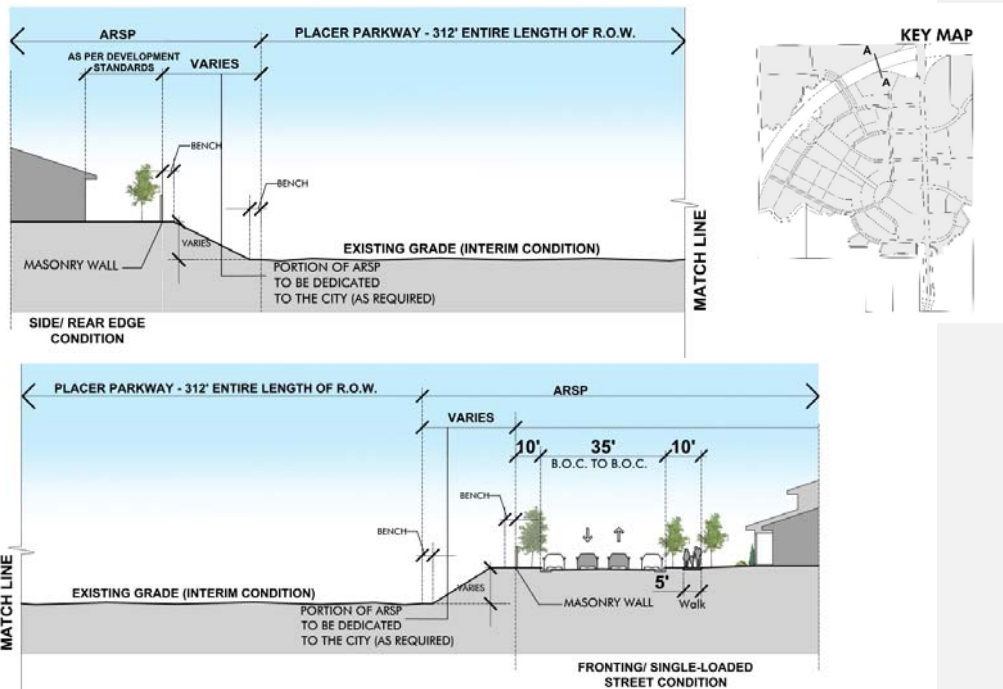 ARSP
PLACER PARKWAY - 312' ENTIRE LENGTH OF R.O.W.
AS PER DEVELOPMENT
STANDARDS
VARIES
BENCH
BENCH
VARIES
EXISTING GRADE (INTERIM CONDITION)
MASONRY WALL
PORTION OF ARSP
TO BE DEDICATED
TO THE CITY (AS REQUIRED)
SIDE/ REAR EDGE
CONDITION
MATCH LINE
KEY MAP
A
A
PLACER PARKWAY - 312' ENTIRE LENGTH OF R.O.W.
ARSP
VARIES
10' 35' 10'
B.O.C. TO B.O.C.
BENCH
BENCH
VARIES
EXISTING GRADE (INTERIM CONDITION)
5'
MASONRY WALL
Walk
PORTION OF ARSP
TO BE DEDICATED
TO THE CITY (AS REQUIRED)
MATCH LINE
FRONTING/ SINGLE-LOADED
STREET CONDITION